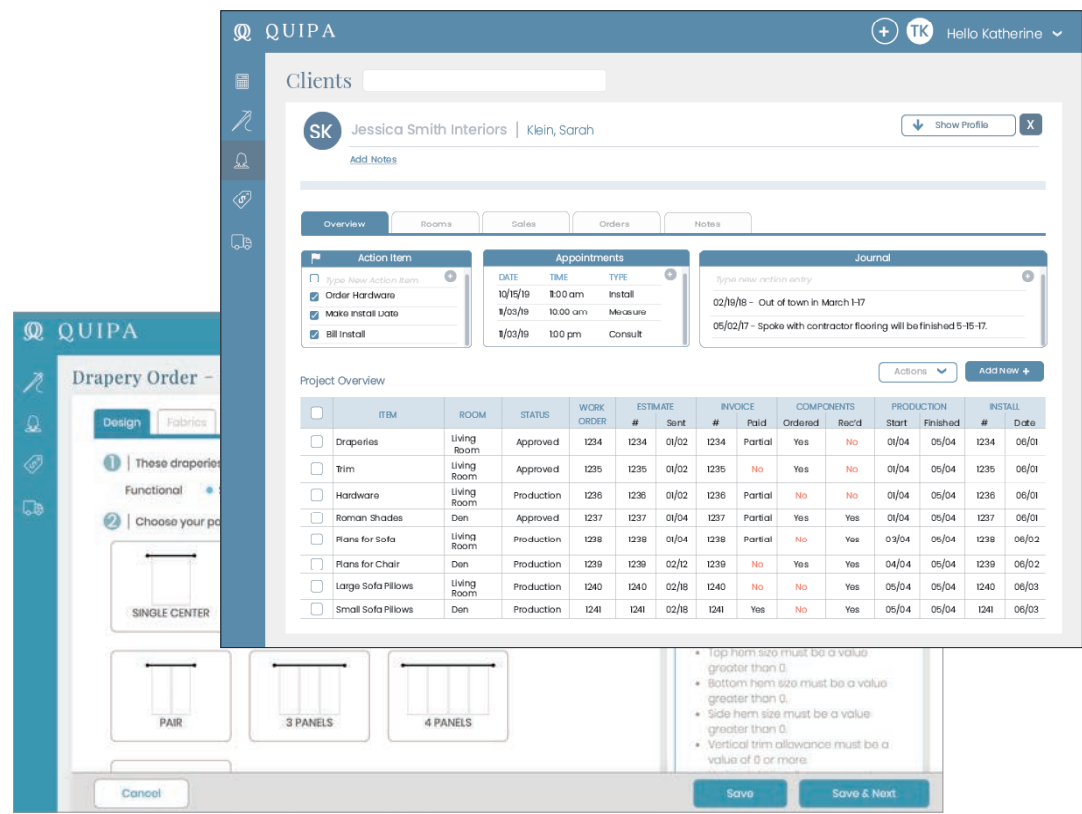 QUIPA
TK Hello Katherine
Clients
SK Jessica Smith Interiors | Klein, Sarah
Show Profile X
Add Notes
Overview Rooms Sales Orders Notes
Action Item
Type New Action Item
Order Hardware
Make Install Date
Bill Install
Appointments
DATE TIME TYPE
10/15/19 11:00 am Install
11/03/19 10:00 am Measure
11/03/19 1:00 pm Consult
Journal
Type new action entry
02/19/18 - Out of town in March 1-17
05/02/17 - Spoke with contractor flooring will be finished 5-15-17.
Project Overview
Actions
Add New +
ITEM ROOM STATUS WORK ORDER ESTIMATE INVOICE COMPONENTS PRODUCTION INSTALL
# Sent # Paid Ordered Rec'd Start Finished # Date
Draperies Living Room Approved 1234 1234 01/02 1234 Partial Yes No 01/04 05/04 1234 06/01
Trim Living Room Approved 1235 1235 01/02 1235 No Yes No 01/04 05/04 1235 06/01
Hardware Living Room Production 1236 1236 01/02 1236 Partial No No 01/04 05/04 1236 06/01
Roman Shades Den Approved 1237 1237 01/04 1237 Partial Yes Yes 01/04 05/04 1237 06/01
Plans for Sofa Living Room Production 1238 1238 01/04 1238 Partial No Yes 03/04 05/04 1238 06/02
Plans for Chair Den Production 1239 1239 02/12 1239 No Yes Yes 04/04 05/04 1239 06/02
Large Sofa Pillows Living Room Production 1240 1240 02/18 1240 No No Yes 05/04 05/04 1240 06/03
Small Sofa Pillows Den Production 1241 1241 02/18 1241 Yes No Yes 05/04 05/04 1241 06/03
QUIPA
Drapery Order -
Design Fabrics
1 | These draperies
Functional
2 | Choose your
SINGLE CENTER
PAIR
3 PANELS
4 PANELS
• Top hem size must be a value
greater than 0.
• Bottom hem size must be a value
greater than 0.
• Side hem size must be a value
greater than 0.
• Vertical trim allowance must be a
value of 0 or more.
Cancel
Save
Save & Next